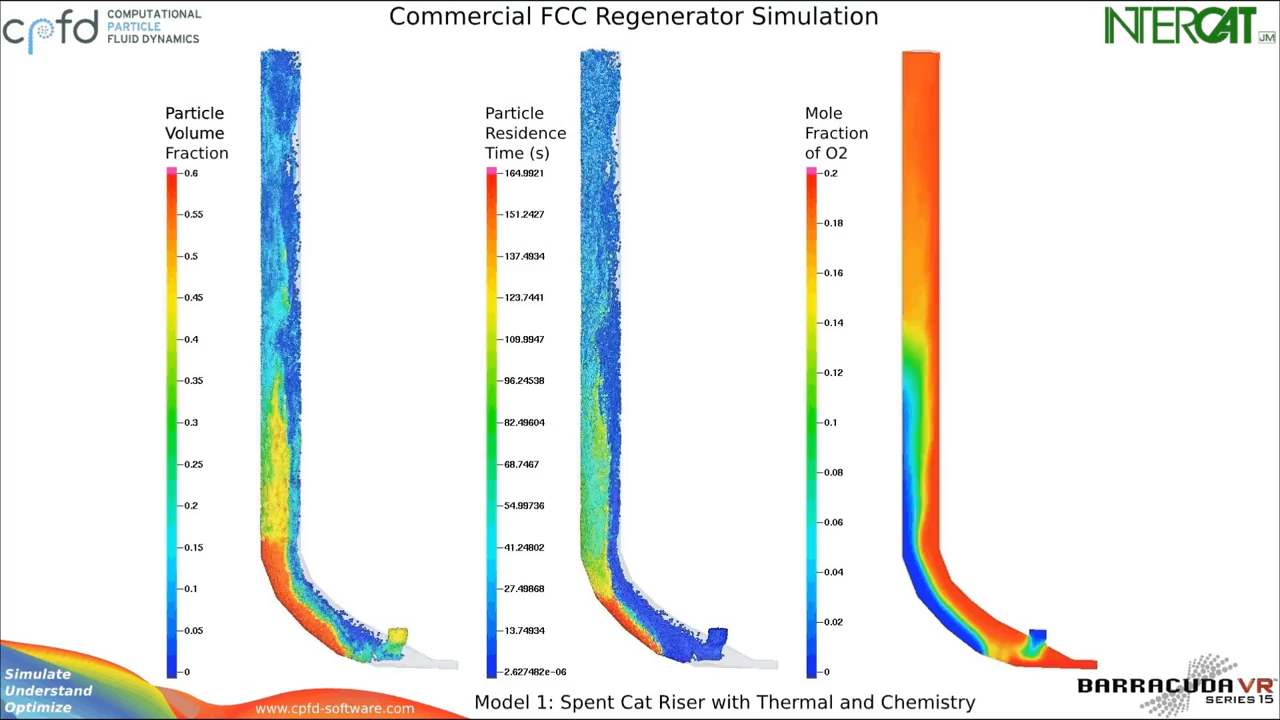 Commercial FCC Regenerator Simulation
cpfd COMPUTATIONAL
PARTICLE
FLUID DYNAMICS
INTERCAT
JM
Particle
Volume
Fraction
0.6
0.55
0.5
0.45
0.4
0.35
0.3
0.25
0.2
0.15
0.1
0.05
0
Particle
Residence
Time (s)
164.9921
151.2427
137.4934
123.7441
109.9947
96.24538
82.49604
68.7467
54.99736
41.24802
27.49868
13.74934
2.627482e-06
Mole
Fraction
of O2
0.2
0.18
0.16
0.14
0.12
0.1
0.08
0.06
0.04
0.02
0
Simulate
Understand
Optimize
www.cpfd-software.com
Model 1: Spent Cat Riser with Thermal and Chemistry
BARRACUDA VR
SERIES 15